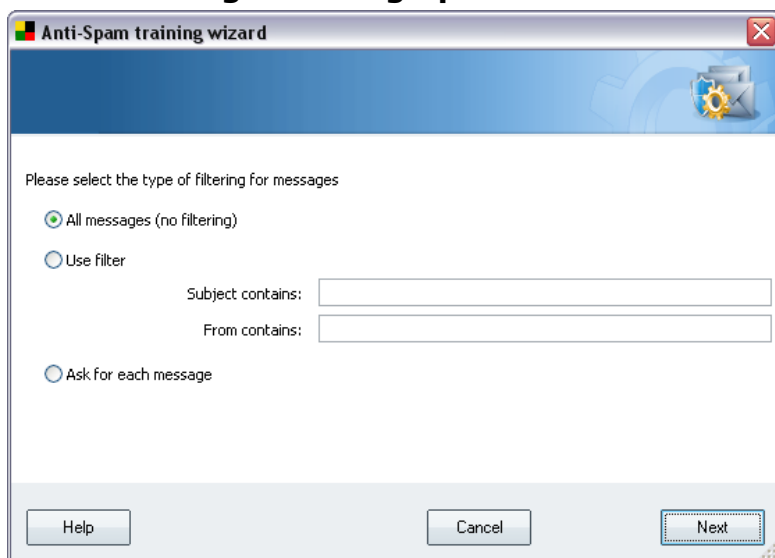 Anti-Spam training wizard
Please select the type of filtering for messages
All messages (no filtering)
Use filter
Subject contains:
From contains:
Ask for each message
Help Cancel Next